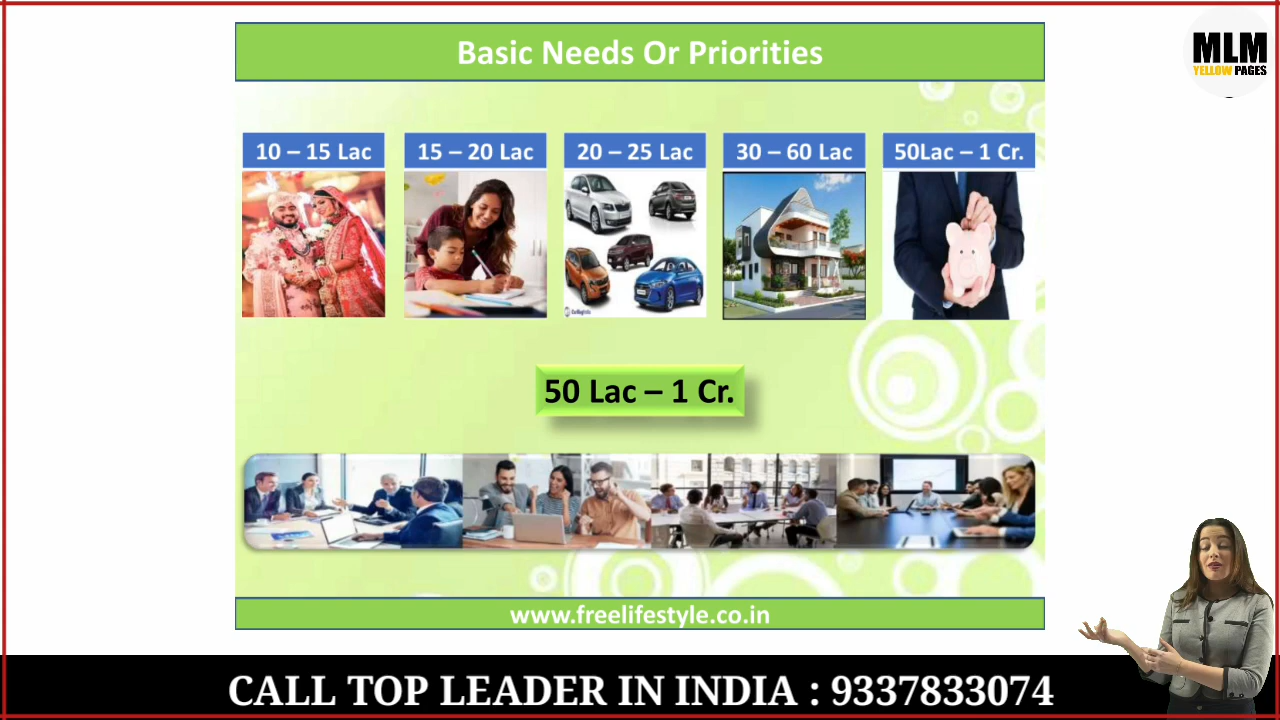 Basic Needs Or Priorities
MLM
YELLOW PAGES
10 – 15 Lac
15 – 20 Lac
20 – 25 Lac
30 – 60 Lac
50Lac – 1 Cr.
50 Lac – 1 Cr.
www.freelifestyle.co.in
CALL TOP LEADER IN INDIA : 9337833074